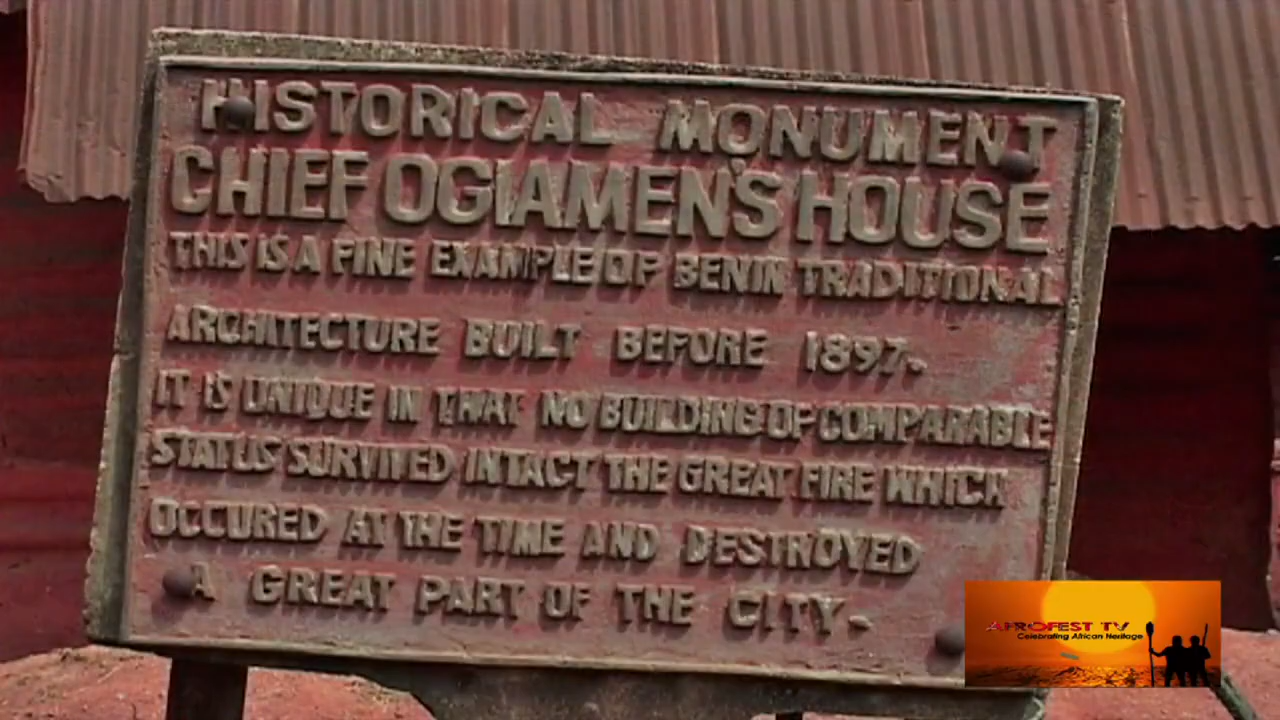 HISTORICAL MONUMENT
CHIEF OGIAMEN'S HOUSE
THIS IS A FINE EXAMPLE OF BENIN TRADITIONAL
ARCHITECTURE BUILT BEFORE 1897.
IT IS UNIQUE IN THAT NO BUILDING OF COMPARABLE
STATUS SURVIVED INTACT THE GREAT FIRE WHICH
OCCURED AT THE TIME AND DESTROYED
A GREAT PART OF THE CITY.
AFROFEST TV
Celebrating African Heritage